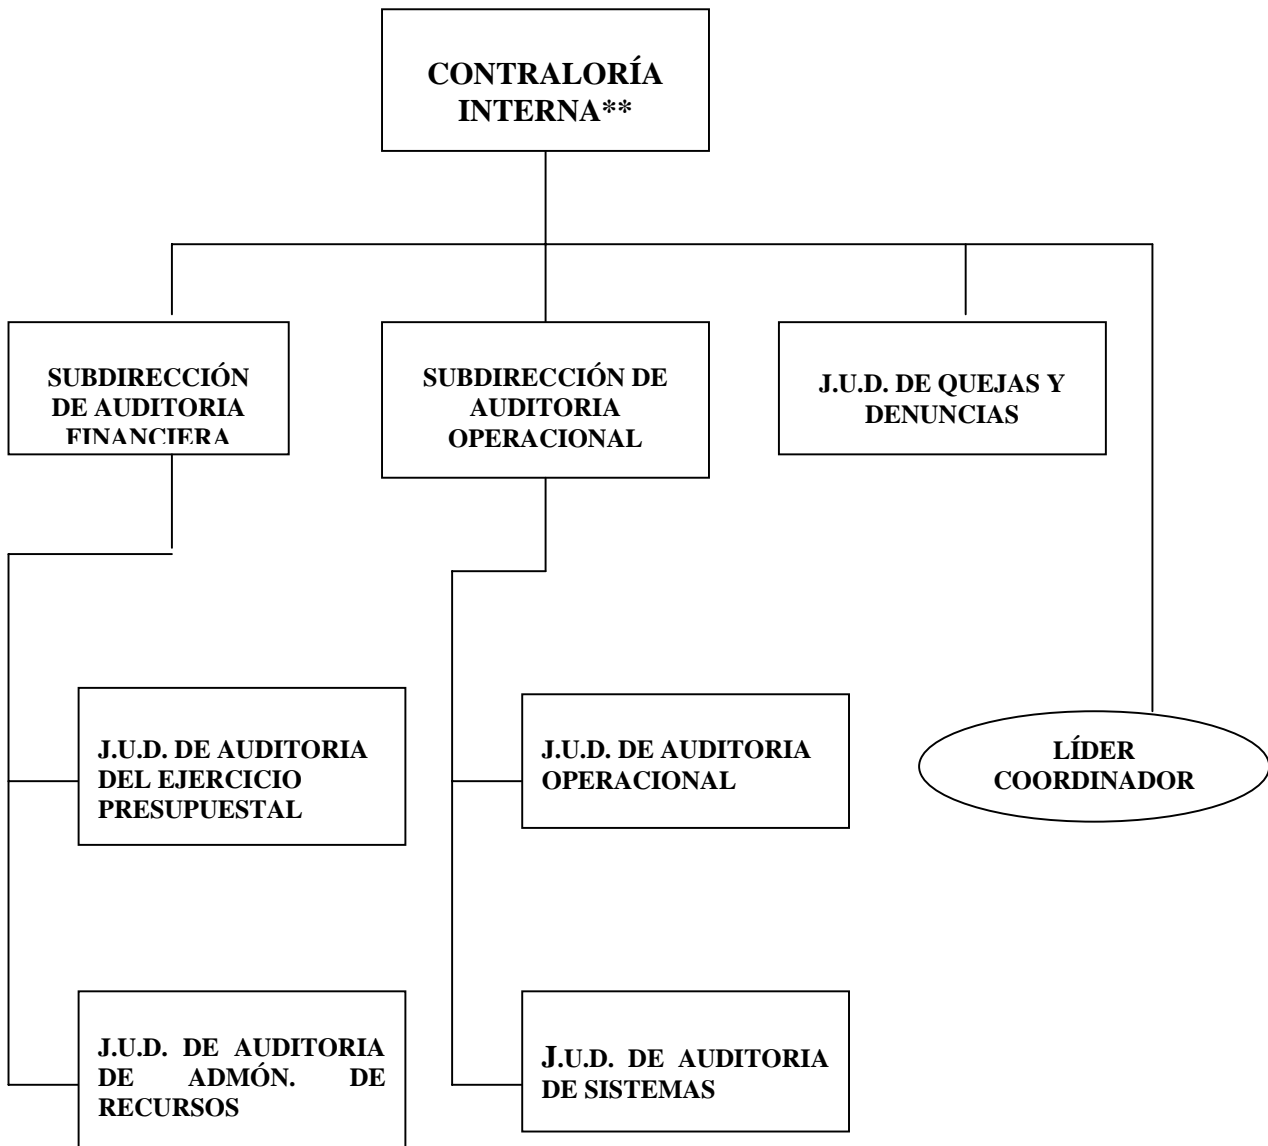 CONTRALORÍA
INTERNA**
SUBDIRECCIÓN
DE AUDITORIA
FINANCIERA
SUBDIRECCIÓN DE
AUDITORIA
OPERACIONAL
J.U.D. DE QUEJAS Y
DENUNCIAS
J.U.D. DE AUDITORIA
DEL EJERCICIO
PRESUPUESTAL
J.U.D. DE AUDITORIA
OPERACIONAL
LÍDER
COORDINADOR
J.U.D. DE AUDITORIA
DE ADMÓN. DE
RECURSOS
J.U.D. DE AUDITORIA
DE SISTEMAS